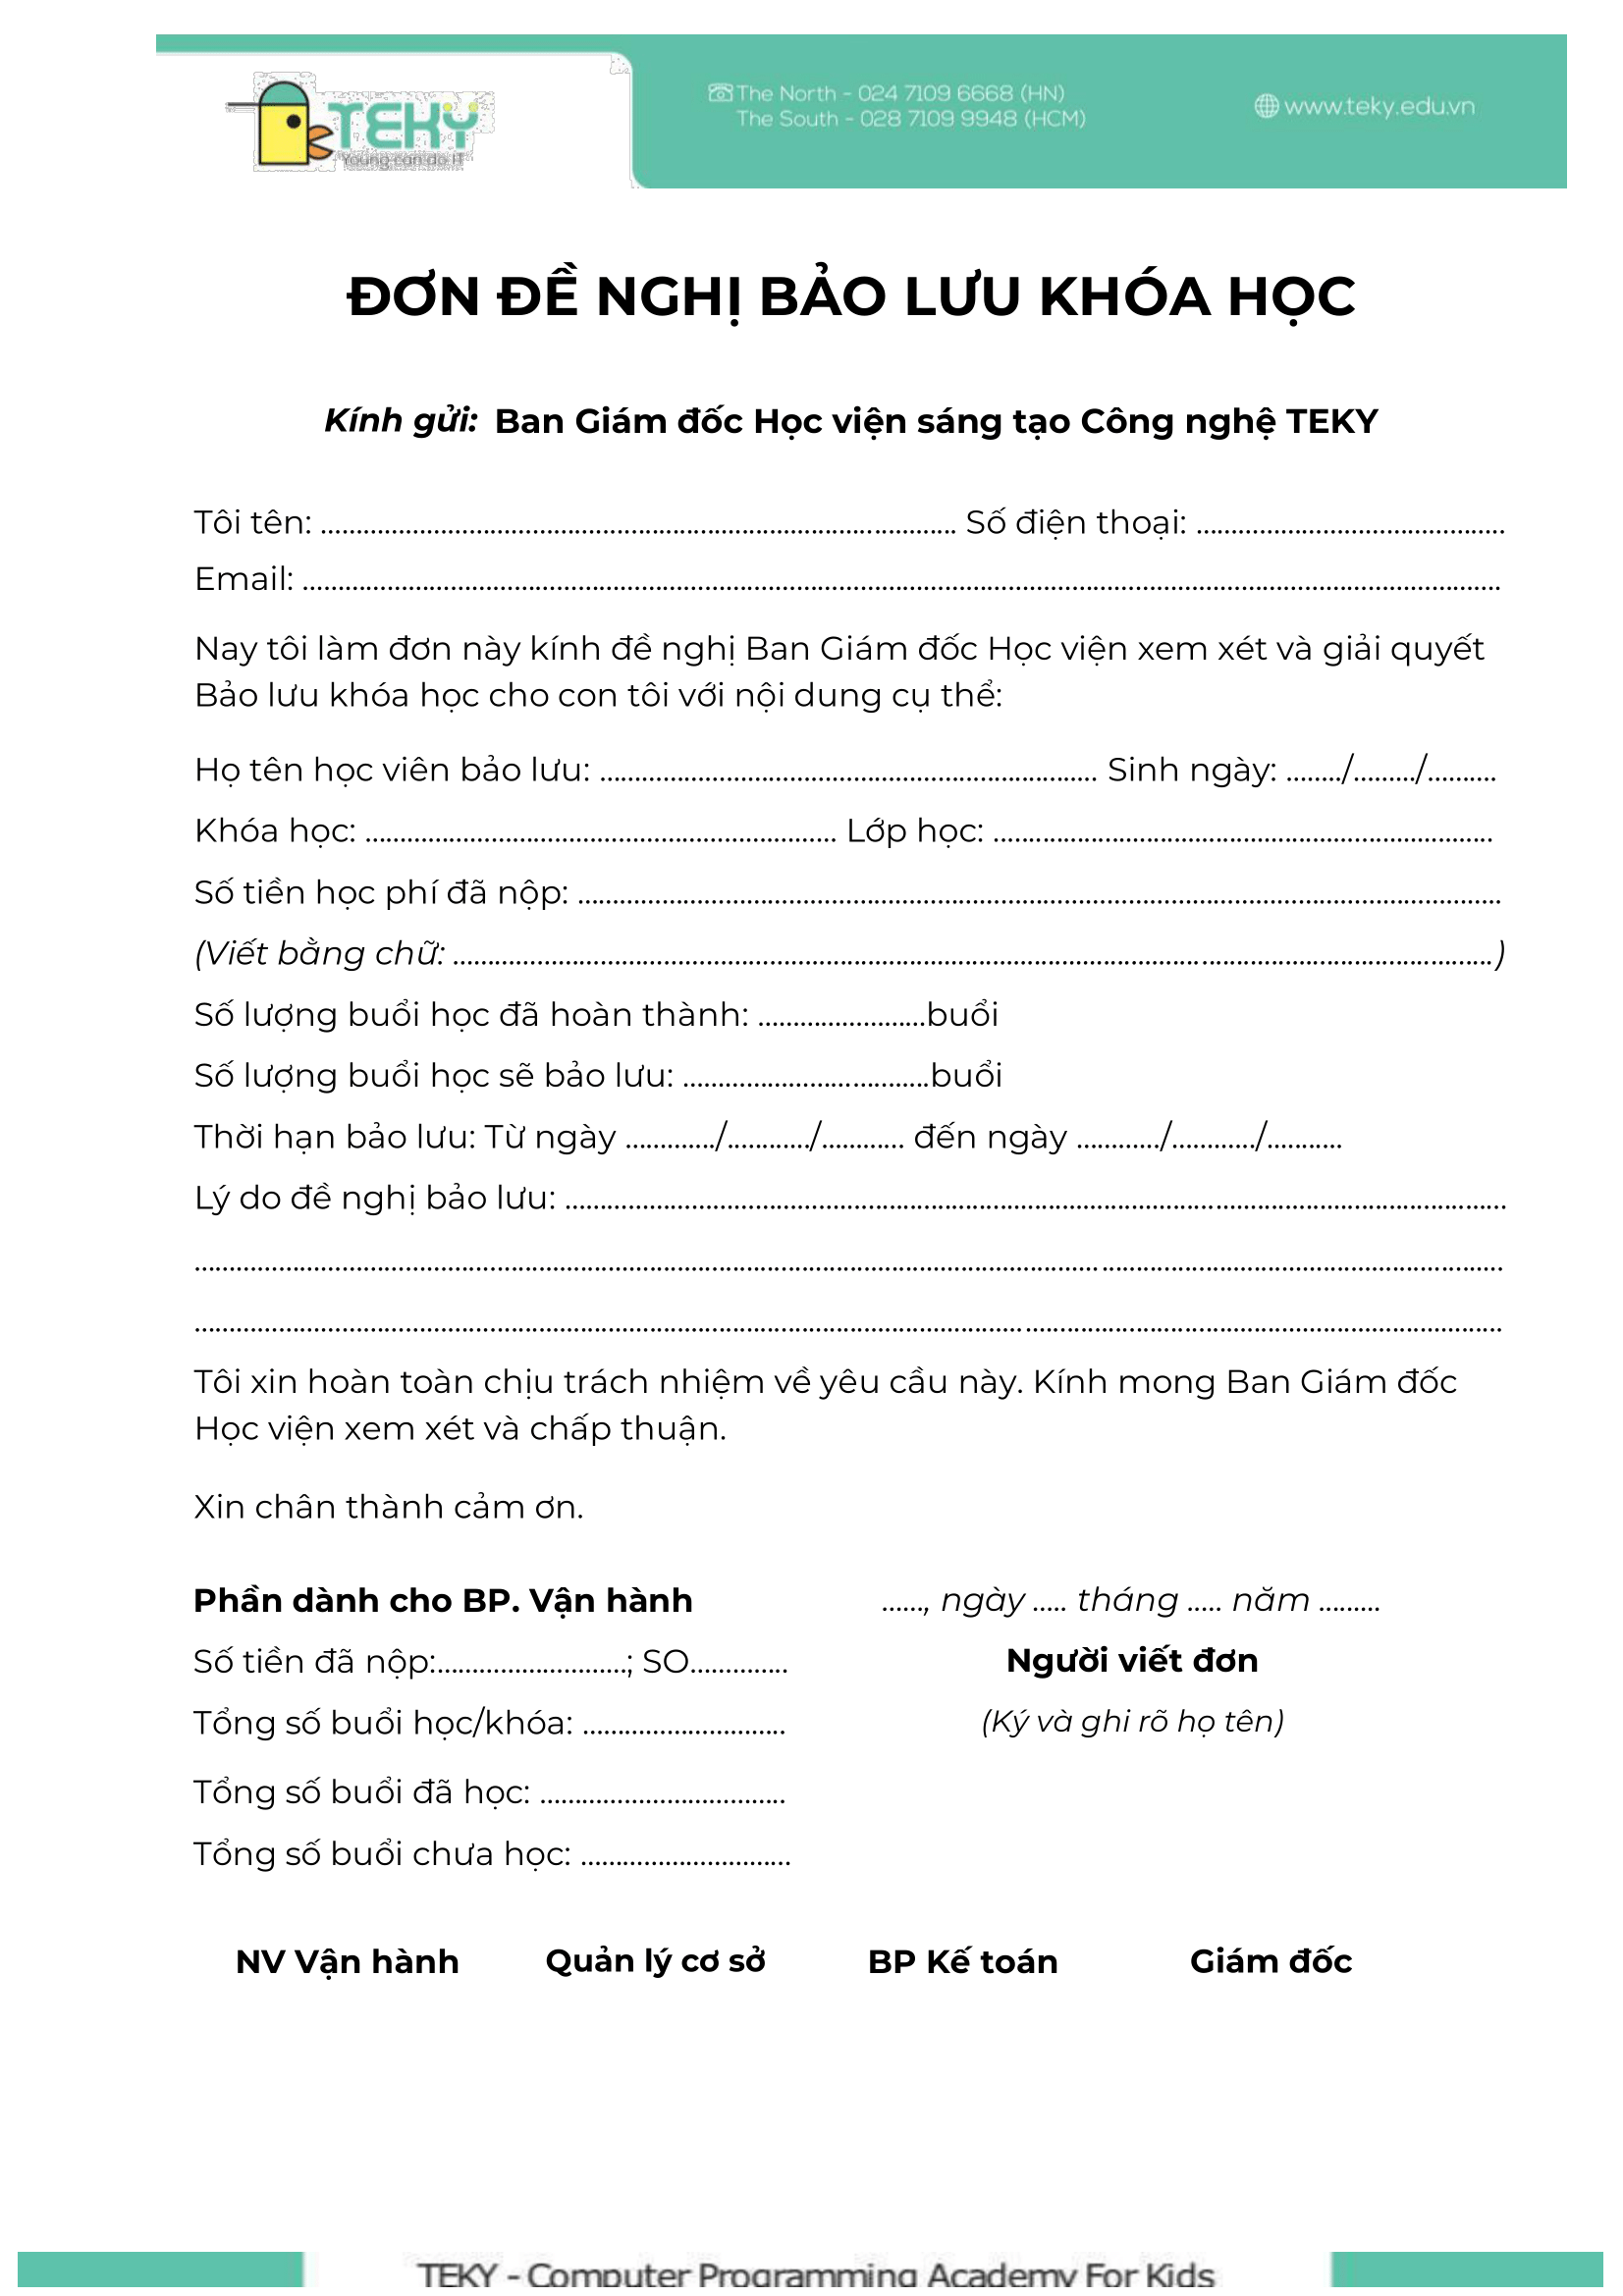 TEKY
Young can do IT
The North - 024 7109 6668 (HN)
The South - 028 7109 9948 (HCM)
www.teky.edu.vn
ĐƠN ĐỀ NGHỊ BẢO LƯU KHÓA HỌC
Kính gửi: Ban Giám đốc Học viện sáng tạo Công nghệ TEKY
Tôi tên: ........................................................................................... Số điện thoại: ............................................
Email: ...........................................................................................................................................................................
Nay tôi làm đơn này kính đề nghị Ban Giám đốc Học viện xem xét và giải quyết
Bảo lưu khóa học cho con tôi với nội dung cụ thể:
Họ tên học viên bảo lưu: ....................................................................... Sinh ngày: ......../........./..........
Khóa học: ................................................................... Lớp học: .......................................................................
Số tiền học phí đã nộp: ....................................................................................................................................
(Viết bằng chữ: ....................................................................................................................................................)
Số lượng buổi học đã hoàn thành: ........................buổi
Số lượng buổi học sẽ bảo lưu: ...................................buổi
Thời hạn bảo lưu: Từ ngày ............./............/............ đến ngày ............/............/...........
Lý do đề nghị bảo lưu: ......................................................................................................................................
...........................................................................................................................................................................................
...........................................................................................................................................................................................
Tôi xin hoàn toàn chịu trách nhiệm về yêu cầu này. Kính mong Ban Giám đốc
Học viện xem xét và chấp thuận.
Xin chân thành cảm ơn.
Phần dành cho BP. Vận hành
......, ngày ..... tháng ..... năm .........
Số tiền đã nộp:...........................; SO..............
Người viết đơn
Tổng số buổi học/khóa: .............................
(Ký và ghi rõ họ tên)
Tổng số buổi đã học: ...................................
Tổng số buổi chưa học: ..............................
NV Vận hành Quản lý cơ sở BP Kế toán Giám đốc
TEKY - Computer Programming Academy For Kids